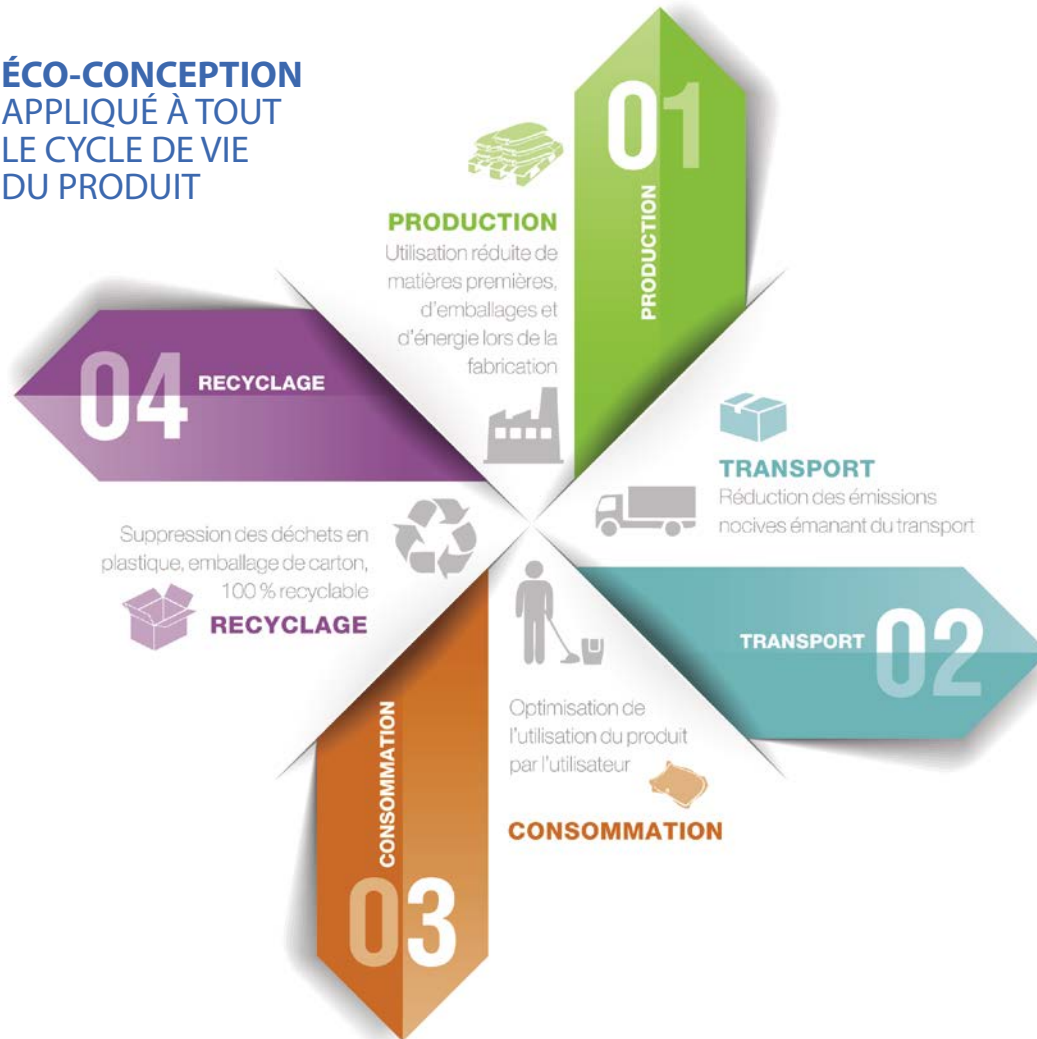 ÉCO-CONCEPTION
APPLIQUÉ À TOUT
LE CYCLE DE VIE
DU PRODUIT
01
PRODUCTION
PRODUCTION
Utilisation réduite de
matières premières,
d'emballages et
d'énergie lors de la
fabrication
TRANSPORT
Réduction des émissions
nocives émanant du transport
TRANSPORT
02
Optimisation de
l'utilisation du produit
par l'utilisateur
CONSOMMATION
CONSOMMATION
03
04
RECYCLAGE
Suppression des déchets en
plastique, emballage de carton,
100 % recyclable
RECYCLAGE